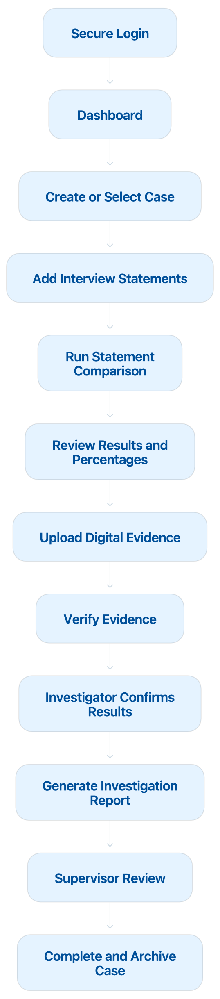 Secure Login
Dashboard
Create or Select Case
Add Interview Statements
Run Statement
Comparison
Review Results and
Percentages
Upload Digital Evidence
Verify Evidence
Investigator Confirms
Results
Generate Investigation
Report
Supervisor Review
Complete and Archive
Case